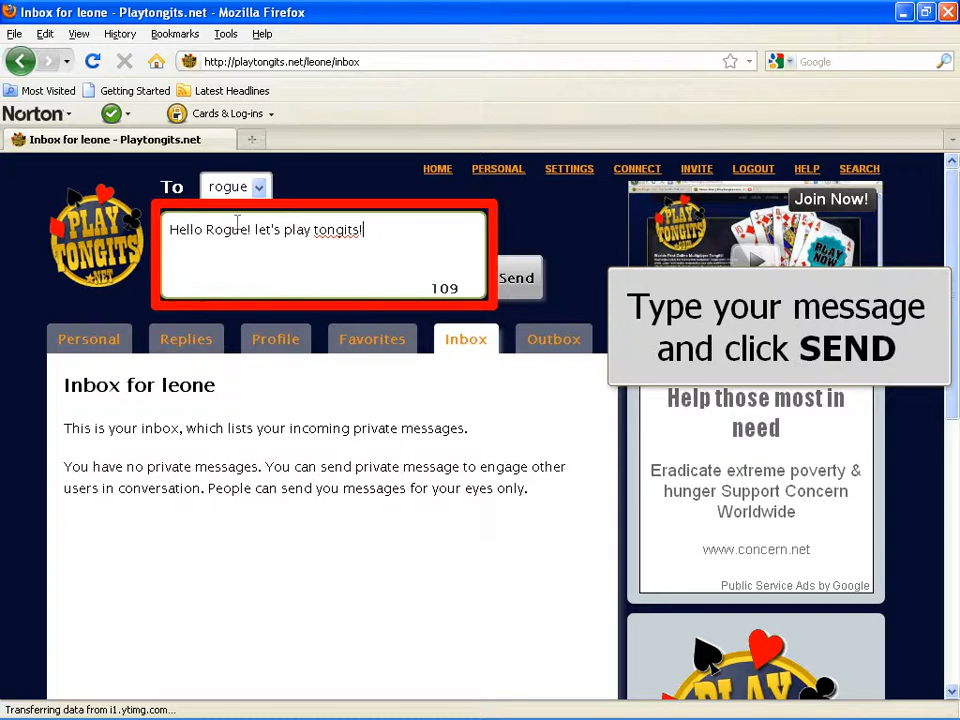 Inbox for leone - Playtongits.net - Mozilla Firefox
File Edit View History Bookmarks Tools Help
http://playtongits.net/leone/inbox
Google
Most Visited Getting Started Latest Headlines
Norton Cards & Log-ins
Inbox for leone - Playtongits.net
HOME PERSONAL SETTINGS CONNECT INVITE LOGOUT HELP SEARCH
To rogue
PLAY TONGITS .NET
Join Now!
PLAY NOW
Hello Rogue! let's play tongits!
109
Send
Type your message
and click SEND
Personal Replies Profile Favorites Inbox Outbox
Inbox for leone
This is your inbox, which lists your incoming private messages.
You have no private messages. You can send private message to engage other
users in conversation. People can send you messages for your eyes only.
Help those most in
need
Eradicate extreme poverty &
hunger Support Concern
Worldwide
www.concern.net
Public Service Ads by Google
PLAY
Transferring data from i1.ytimg.com...